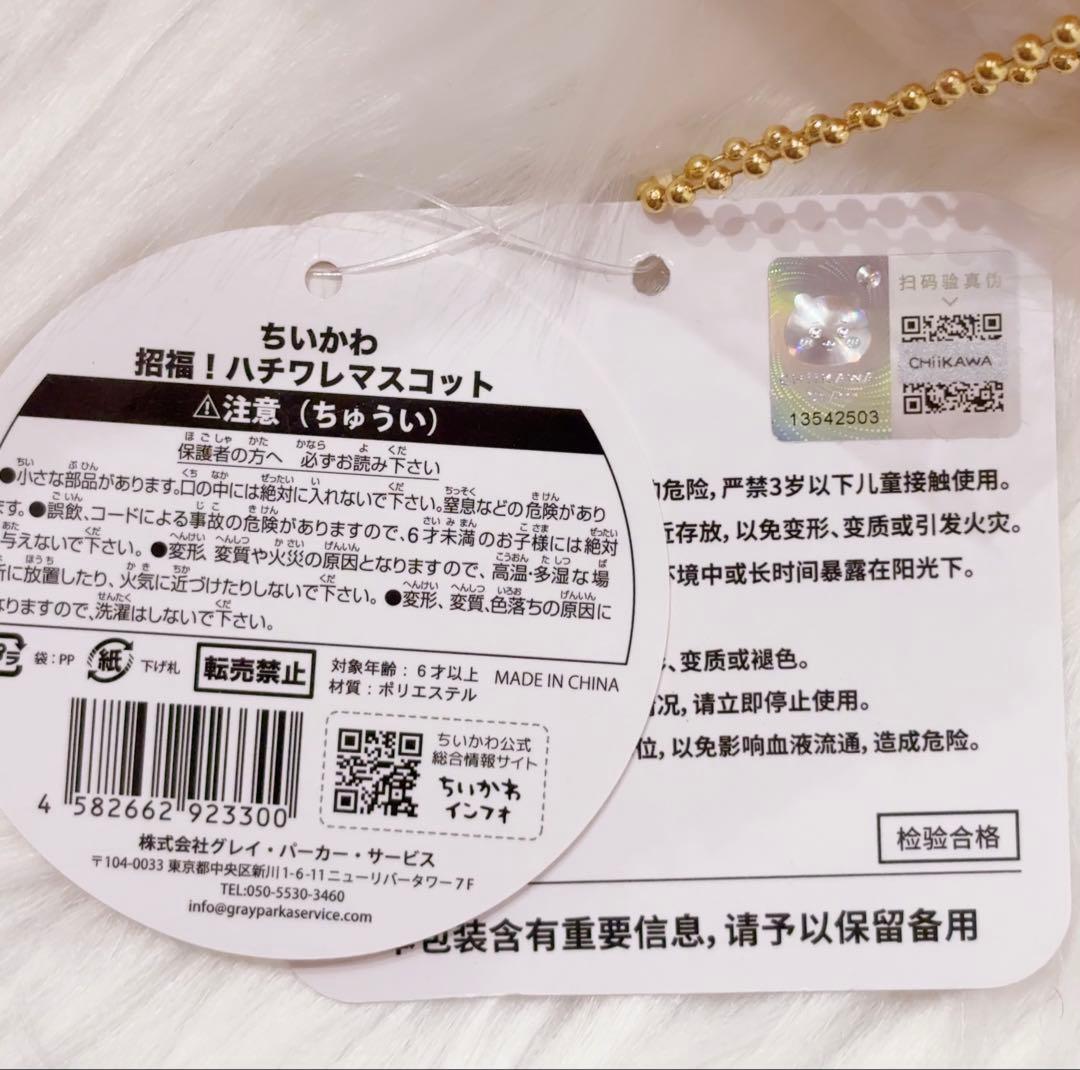 ちいかわ
招福！ハチワレマスコット
⚠注意（ちゅうい）
保護者の方へ 必ずお読み下さい
●小さな部品があります。口の中には絶対に入れないで下さい。窒息などの危険があり
ます。●誤飲、コードによる事故の危険がありますので、6才未満のお子様には絶対
与えないで下さい。●変形、変質や火災の原因となりますので、高温・多湿な場
所に放置したり、火気に近づけたりしないで下さい。●変形、変質、色落ちの原因に
なりますので、洗濯はしないで下さい。
プラ 袋：PP 紙 下げ札
転売禁止
対象年齢：6才以上 MADE IN CHINA
材質：ポリエステル
4 582662 923300
ちいかわ公式
総合情報サイト
ちいかわ
インフォ
株式会社グレイ・パーカー・サービス
〒104-0033 東京都中央区新川1-6-11ニューリバータワー7F
TEL:050-5530-3460
info@grayparkaservice.com
扫码验真伪
CHIIKAWA
CHIIKAWA
13542503
危险，严禁3岁以下儿童接触使用。
近存放，以免变形、变质或引发火灾。
环境中或长时间暴露在阳光下。
、变质或褪色。
情况，请立即停止使用。
位，以免影响血液流通，造成危险。
检验合格
包装含有重要信息，请予以保留备用